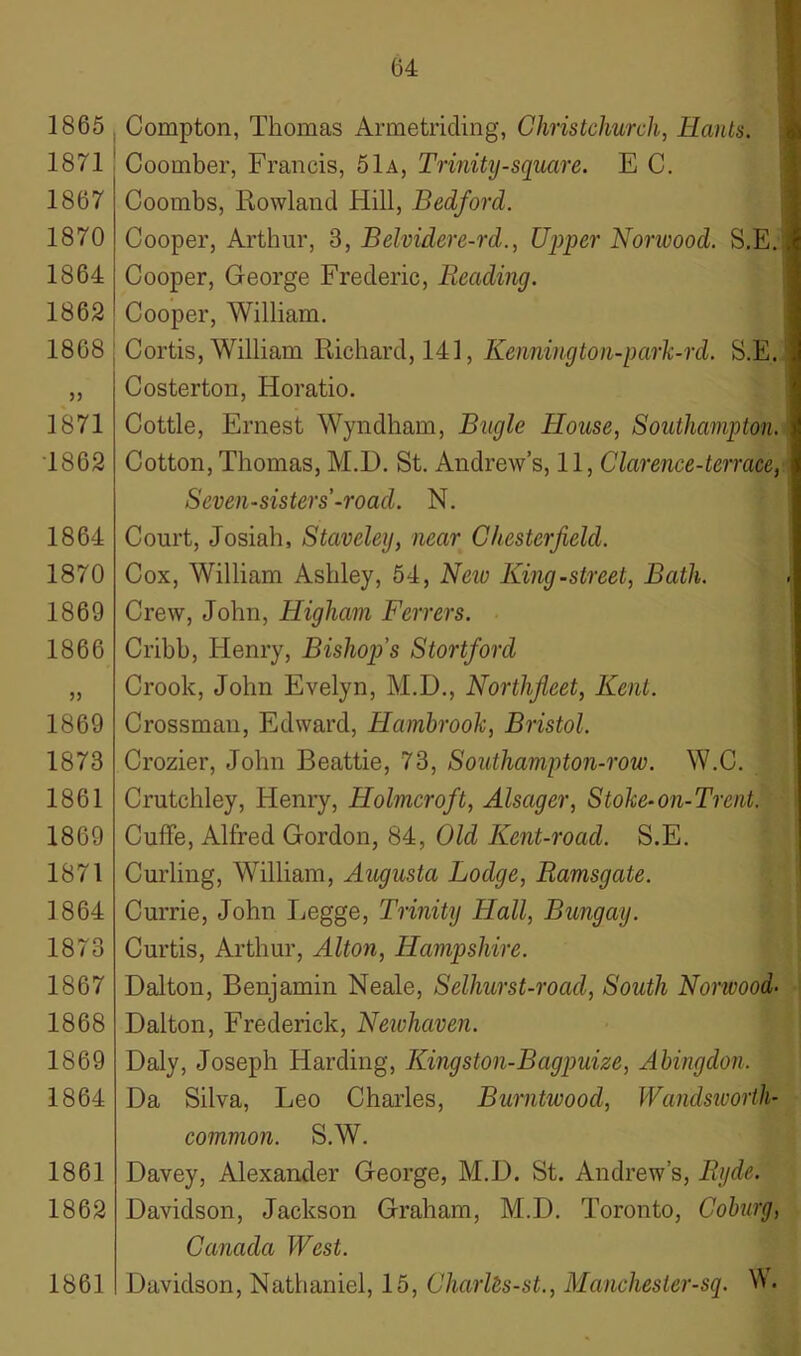 64
1865 Compton, Thomas Armetriding, Christchurch, Hants.
1871 Coomber, Francis, 51A, Trinity-square. E C.
1867 Coombs, Rowland Hill, Bedford.
1870 Cooper, Arthur, 3, Belvidere-rd., Upper Norwood. S.E.
1864 Cooper, George Frederic, Reading.
1862 Cooper, William.
1868 Cortis, William Richard, 141, Kennington-park-rd. S.E.
„ Costerton, Horatio.
1871 Cottle, Ernest Wyndham, Bugle House, Southampton.
1862 Cotton, Thomas, M.D. St. Andrew's, 11, Clarence-terrace,
Seven-sisters'-road. N.
1864 Court, Josiah, Staveley, near Chesterfield.
1870 Cox, William Ashley, 54, New King-street, Bath.
1869 Crew, John, Higham Ferrers.
1866 Cribb, Henry, Bishop's Stortford
„ Crook, John Evelyn, M.D., Northfleet, Kent.
1869 Crossman, Edward, Hambrook, Bristol.
1873 Crozier, John Beattie, 73, Southampton-row. W.C.
1861 Crutchley, Henry, Holmcroft, Alsager, Stoke-on-Trent.
1869 Cuffe, Alfred Gordon, 84, Old Kent-road. S.E.
1871 Curling, William, Augusta Lodge, Ramsgate.
1864 Currie, John Legge, Trinity Hall, Bungay.
1873 Curtis, Arthur, Alton, Hampshire.
1867 Dalton, Benjamin Neale, Selhurst-road, South Norwood.
1868 Dalton, Frederick, Newhaven.
1869 Daly, Joseph Harding, Kingston-Bagpuize, Abingdon.
1864 Da Silva, Leo Charles, Burntwood, Wandsworth-
common. S.W.
1861 Davey, Alexander George, M.D. St. Andrew's, Ryde.
1862 Davidson, Jackson Graham, M.D. Toronto, Coburg,
Canada West.
1861 Davidson, Nathaniel, 15, Charles-st., Manchester-sq. W.